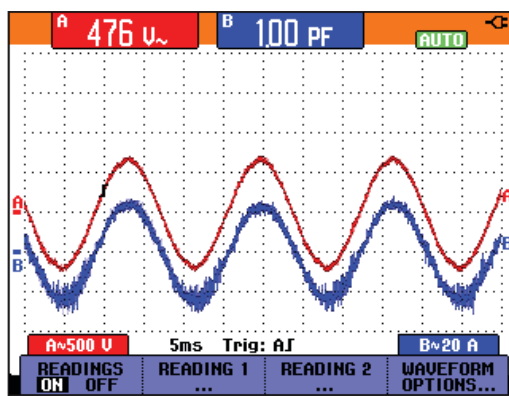 A 476 V~ B 1.00 PF
AUTO
A A
B B
A~500 V 5ms Trig: A∫ B~20 A
READINGS READING 1 READING 2 WAVEFORM
ON OFF ... ... OPTIONS...